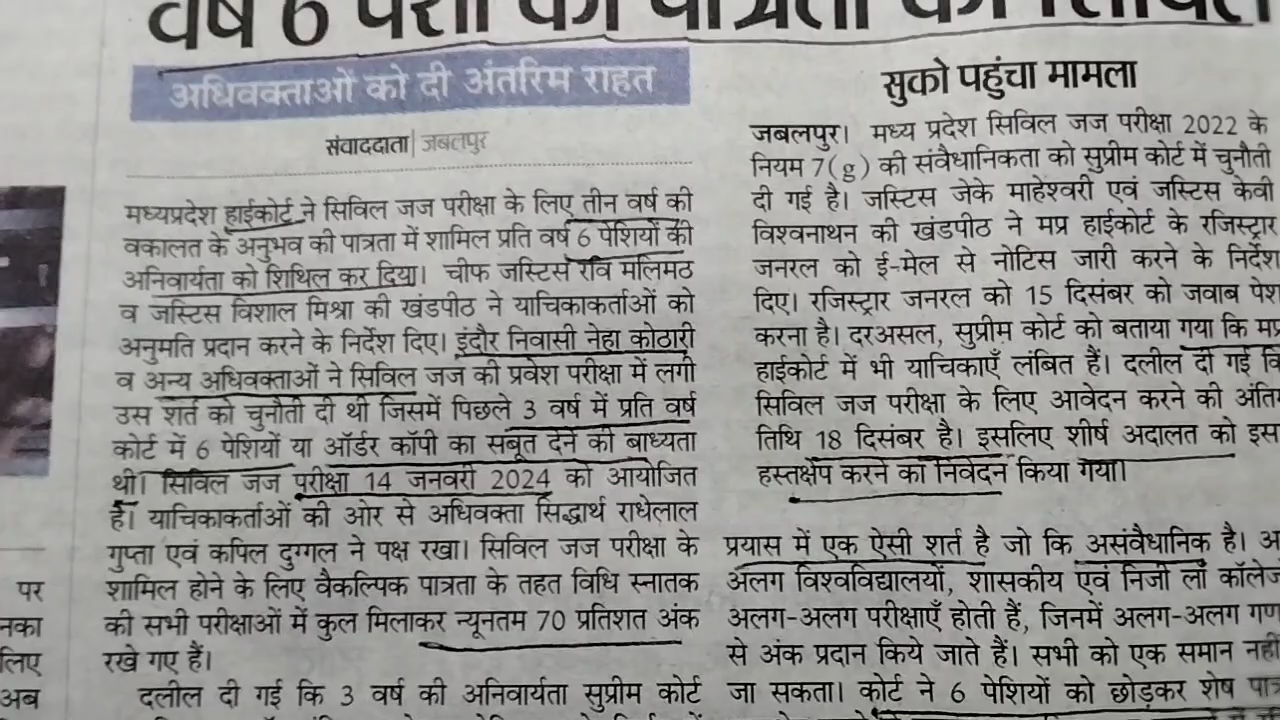 वर्ष 6 पेशी की पात्रता की
अधिवक्ताओं को दी अंतरिम राहत
संवाददाता | जबलपुर
मध्यप्रदेश हाईकोर्ट ने सिविल जज परीक्षा के लिए तीन वर्ष की
वकालत के अनुभव की पात्रता में शामिल प्रति वर्ष 6 पेशियों की
अनिवार्यता को शिथिल कर दिया। चीफ जस्टिस रवि मलिमठ
व जस्टिस विशाल मिश्रा की खंडपीठ ने याचिकाकर्ताओं को
अनुमति प्रदान करने के निर्देश दिए। इंदौर निवासी नेहा कोठारी
व अन्य अधिवक्ताओं ने सिविल जज की प्रवेश परीक्षा में लगी
उस शर्त को चुनौती दी थी जिसमें पिछले 3 वर्ष में प्रति वर्ष
कोर्ट में 6 पेशियों या ऑर्डर कॉपी का सबूत देने की बाध्यता
थी। सिविल जज परीक्षा 14 जनवरी 2024 को आयोजित
है। याचिकाकर्ताओं की ओर से अधिवक्ता सिद्धार्थ राधेलाल
गुप्ता एवं कपिल दुग्गल ने पक्ष रखा। सिविल जज परीक्षा के
शामिल होने के लिए वैकल्पिक पात्रता के तहत विधि स्नातक
की सभी परीक्षाओं में कुल मिलाकर न्यूनतम 70 प्रतिशत अंक
रखे गए हैं।
दलील दी गई कि 3 वर्ष की अनिवार्यता सुप्रीम कोर्ट
सुको पहुंचा मामला
जबलपुर। मध्य प्रदेश सिविल जज परीक्षा 2022 के
नियम 7(g) की संवैधानिकता को सुप्रीम कोर्ट में चुनौती
दी गई है। जस्टिस जेके माहेश्वरी एवं जस्टिस केवी
विश्वनाथन की खंडपीठ ने मप्र हाईकोर्ट के रजिस्ट्रार
जनरल को ई-मेल से नोटिस जारी करने के निर्देश
दिए। रजिस्ट्रार जनरल को 15 दिसंबर को जवाब पेश
करना है। दरअसल, सुप्रीम कोर्ट को बताया गया कि मप्र
हाईकोर्ट में भी याचिकाएँ लंबित हैं। दलील दी गई कि
सिविल जज परीक्षा के लिए आवेदन करने की अंतिम
तिथि 18 दिसंबर है। इसलिए शीर्ष अदालत को इस
हस्तक्षेप करने का निवेदन किया गया।
प्रयास में एक ऐसी शर्त है जो कि असंवैधानिक है।
अलग विश्वविद्यालयों, शासकीय एवं निजी लॉ कॉलेज
अलग-अलग परीक्षाएँ होती हैं, जिनमें अलग-अलग
से अंक प्रदान किये जाते हैं। सभी को एक समान नहीं
जा सकता। कोर्ट ने 6 पेशियों को छोड़कर शेष
पर
नका
लिए
अब